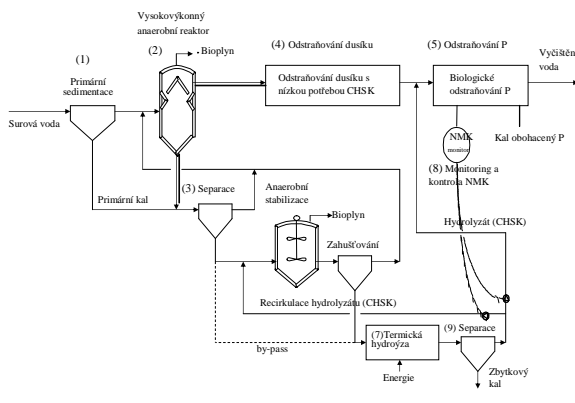 Vysokovýkonný
anaerobní reaktor
(1)
(2)
Bioplyn
(4) Odstraňování dusíku
(5) Odstraňování P
Vyčištěn
voda
Primární
sedimentace
Odstraňování dusíku s
nízkou potřebou CHSK
Biologické
odstraňování P
Surová voda
NMK
monitor
Kal obohacený P
(3) Separace
Anaerobní
stabilizace
(8) Monitoring a
kontrola NMK
Primární kal
Bioplyn
Hydrolyzát (CHSK)
Zahušťování
Recirkulace hydrolyzátu (CHSK)
(7)Termická
hydroýza
(9) Separace
by-pass
Energie
Zbytkový
kal